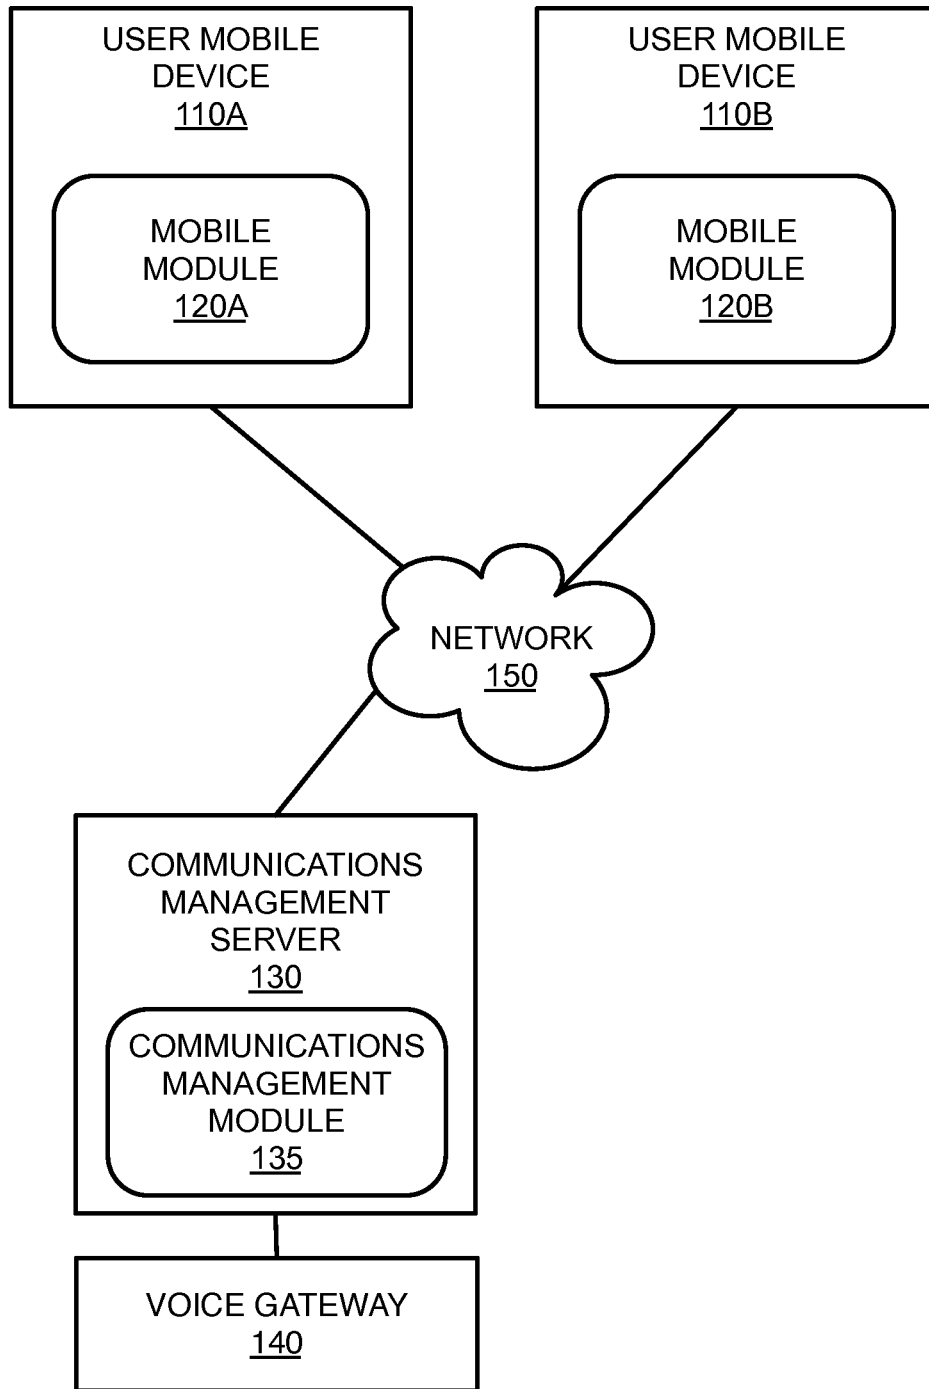 USER MOBILE
DEVICE
110A
MOBILE
MODULE
120A
USER MOBILE
DEVICE
110B
MOBILE
MODULE
120B
NETWORK
150
COMMUNICATIONS
MANAGEMENT
SERVER
130
COMMUNICATIONS
MANAGEMENT
MODULE
135
VOICE GATEWAY
140